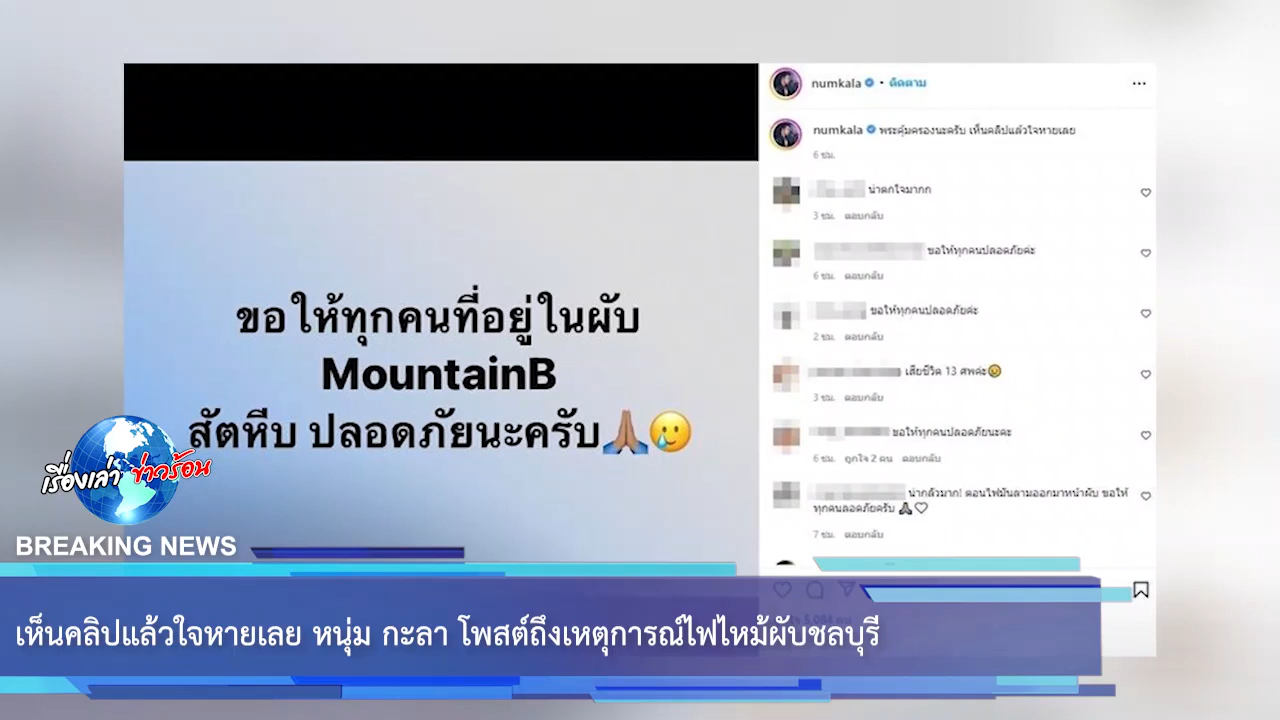 numkala • ติดตาม
numkala พระคุ้มครองนะครับ เห็นคลิปแล้วใจหายเลย
6 ชม.
น่าตกใจมากก
3 ชม. ตอบกลับ
ขอให้ทุกคนปลอดภัยค่ะ
6 ชม. ตอบกลับ
ขอให้ทุกคนปลอดภัยค่ะ
2 ชม. ตอบกลับ
เสียชีวิต 13 ศพค่ะ🤣
3 ชม. ตอบกลับ
ขอให้ทุกคนปลอดภัยนะคะ
6 ชม. ถูกใจ 2 คน ตอบกลับ
น่ากลัวมาก! ตอนไฟมันลามออกมาหน้าผับ ขอให้
ทุกคนลอดภัยครับ 🙏♡
7 ชม. ตอบกลับ
ขอให้ทุกคนที่อยู่ในผับ
MountainB
สัตหีบ ปลอดภัยนะครับ🙏🏽🥲
เรื่องเล่า ข่าวร้อน
BREAKING NEWS
เห็นคลิปแล้วใจหายเลย หนุ่ม กะลา โพสต์ถึงเหตุการณ์ไฟไหม้ผับชลบุรี